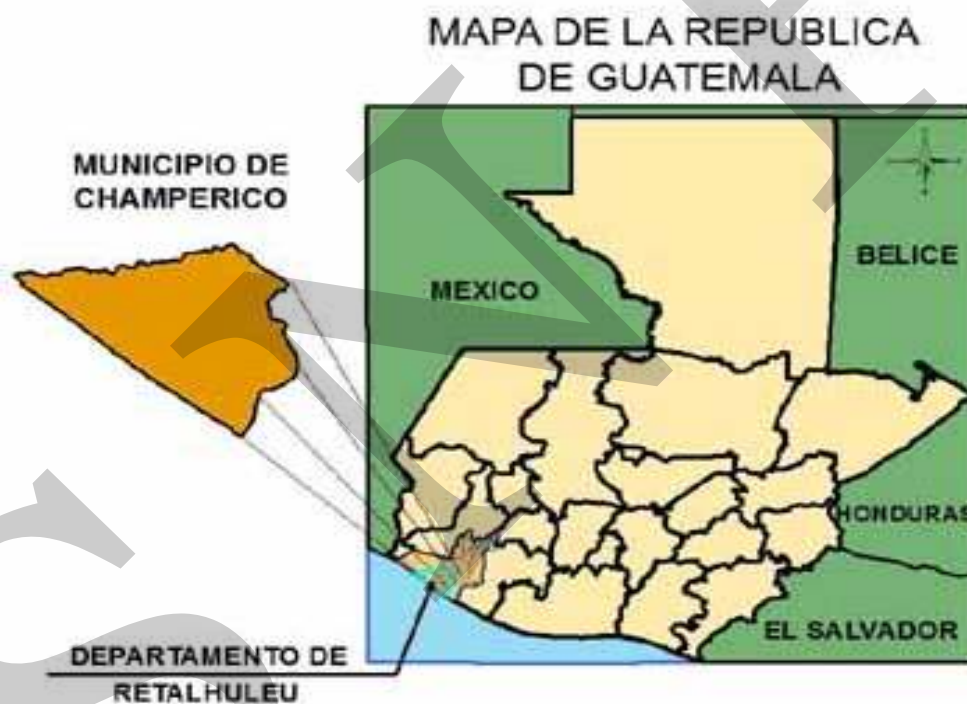 MAPA DE LA REPUBLICA
DE GUATEMALA
MUNICIPIO DE
CHAMPERICO
BELICE
MEXICO
HONDURAS
EL SALVADOR
DEPARTAMENTO DE
RETALHULEU